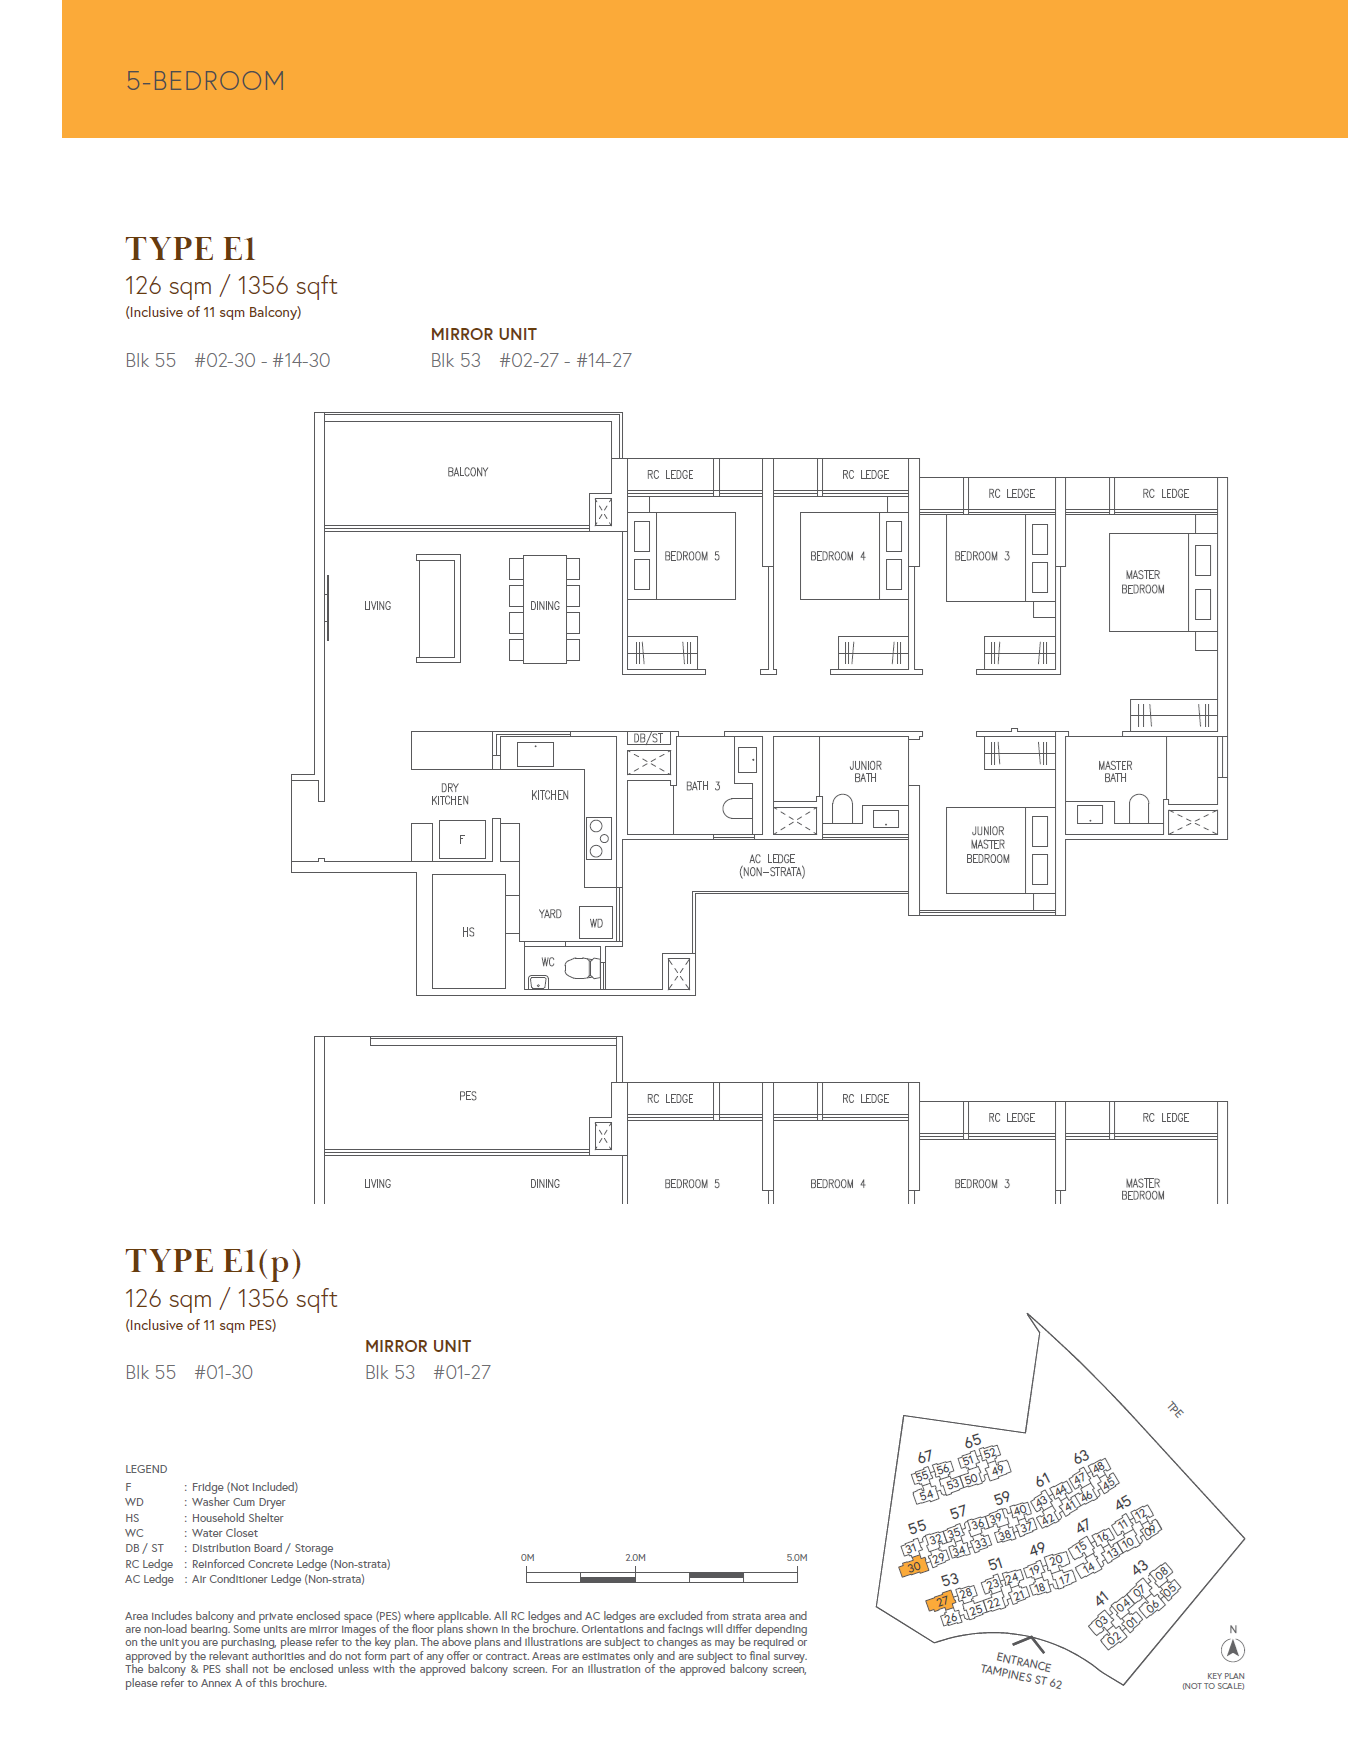 5-BEDROOM
TYPE E1
126 sqm / 1356 sqft
(Inclusive of 11 sqm Balcony)
MIRROR UNIT
Blk 55 #02-30 - #14-30
Blk 53 #02-27 - #14-27
BALCONY
RC LEDGE
RC LEDGE
RC LEDGE
RC LEDGE
BEDROOM 5
BEDROOM 4
BEDROOM 3
MASTER
BEDROOM
LIVING
DINING
DB/ST
DRY
KITCHEN
KITCHEN
BATH 3
JUNIOR
BATH
MASTER
BATH
F
JUNIOR
MASTER
BEDROOM
AC LEDGE
(NON-STRATA)
YARD
WD
HS
WC
PES
RC LEDGE
RC LEDGE
RC LEDGE
RC LEDGE
LIVING
DINING
BEDROOM 5
BEDROOM 4
BEDROOM 3
MASTER
BEDROOM
TYPE E1(p)
126 sqm / 1356 sqft
(Inclusive of 11 sqm PES)
MIRROR UNIT
Blk 55 #01-30
Blk 53 #01-27
LEGEND
F : Fridge (Not Included)
WD : Washer Cum Dryer
HS : Household Shelter
WC : Water Closet
DB / ST : Distribution Board / Storage
RC Ledge : Reinforced Concrete Ledge (Non-strata)
AC Ledge : Air Conditioner Ledge (Non-strata)
0M 2.0M 5.0M
Area includes balcony and private enclosed space (PES) where applicable. All RC ledges and AC ledges are excluded from strata area and
are non-load bearing. Some units are mirror images of the floor plans shown in the brochure. Orientations and facings will differ depending
on the unit you are purchasing, please refer to the key plan. The above plans and illustrations are subject to changes as may be required or
approved by the relevant authorities and do not form part of any offer or contract. Areas are estimates only and are subject to final survey.
The balcony & PES shall not be enclosed unless with the approved balcony screen. For an illustration of the approved balcony screen,
please refer to Annex A of this brochure.
TPE
67
65
55 56 51 52
54 53 50 49
63
61
59
57
55
31 32 35 36 39 40 43 44 47 48
30 29 34 33 38 37 42 41 46 45
45
47
49
51
53
27 28 23 24 19 20 15 16 11 12
26 25 22 21 18 17 14 13 10 09
43
41
03 04 07 08
02 01 06 05
ENTRANCE
TAMPINES ST 62
N
KEY PLAN
(NOT TO SCALE)